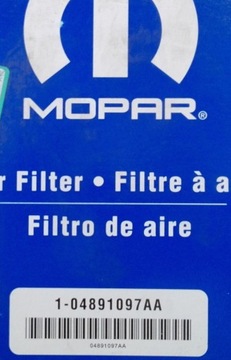 MOPAR®
r Filter • Filtre à a
Filtro de aire
1-04891097AA
04891097AA